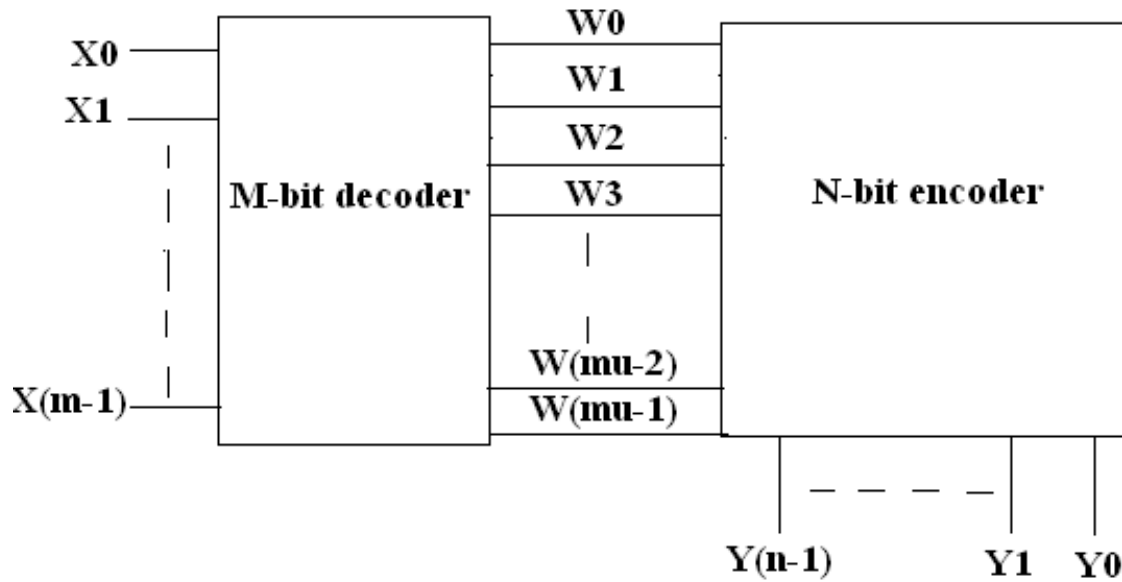 X0
X1
X(m-1)
M-bit decoder
W0
W1
W2
W3
W(mu-2)
W(mu-1)
N-bit encoder
Y(n-1)
Y1
Y0